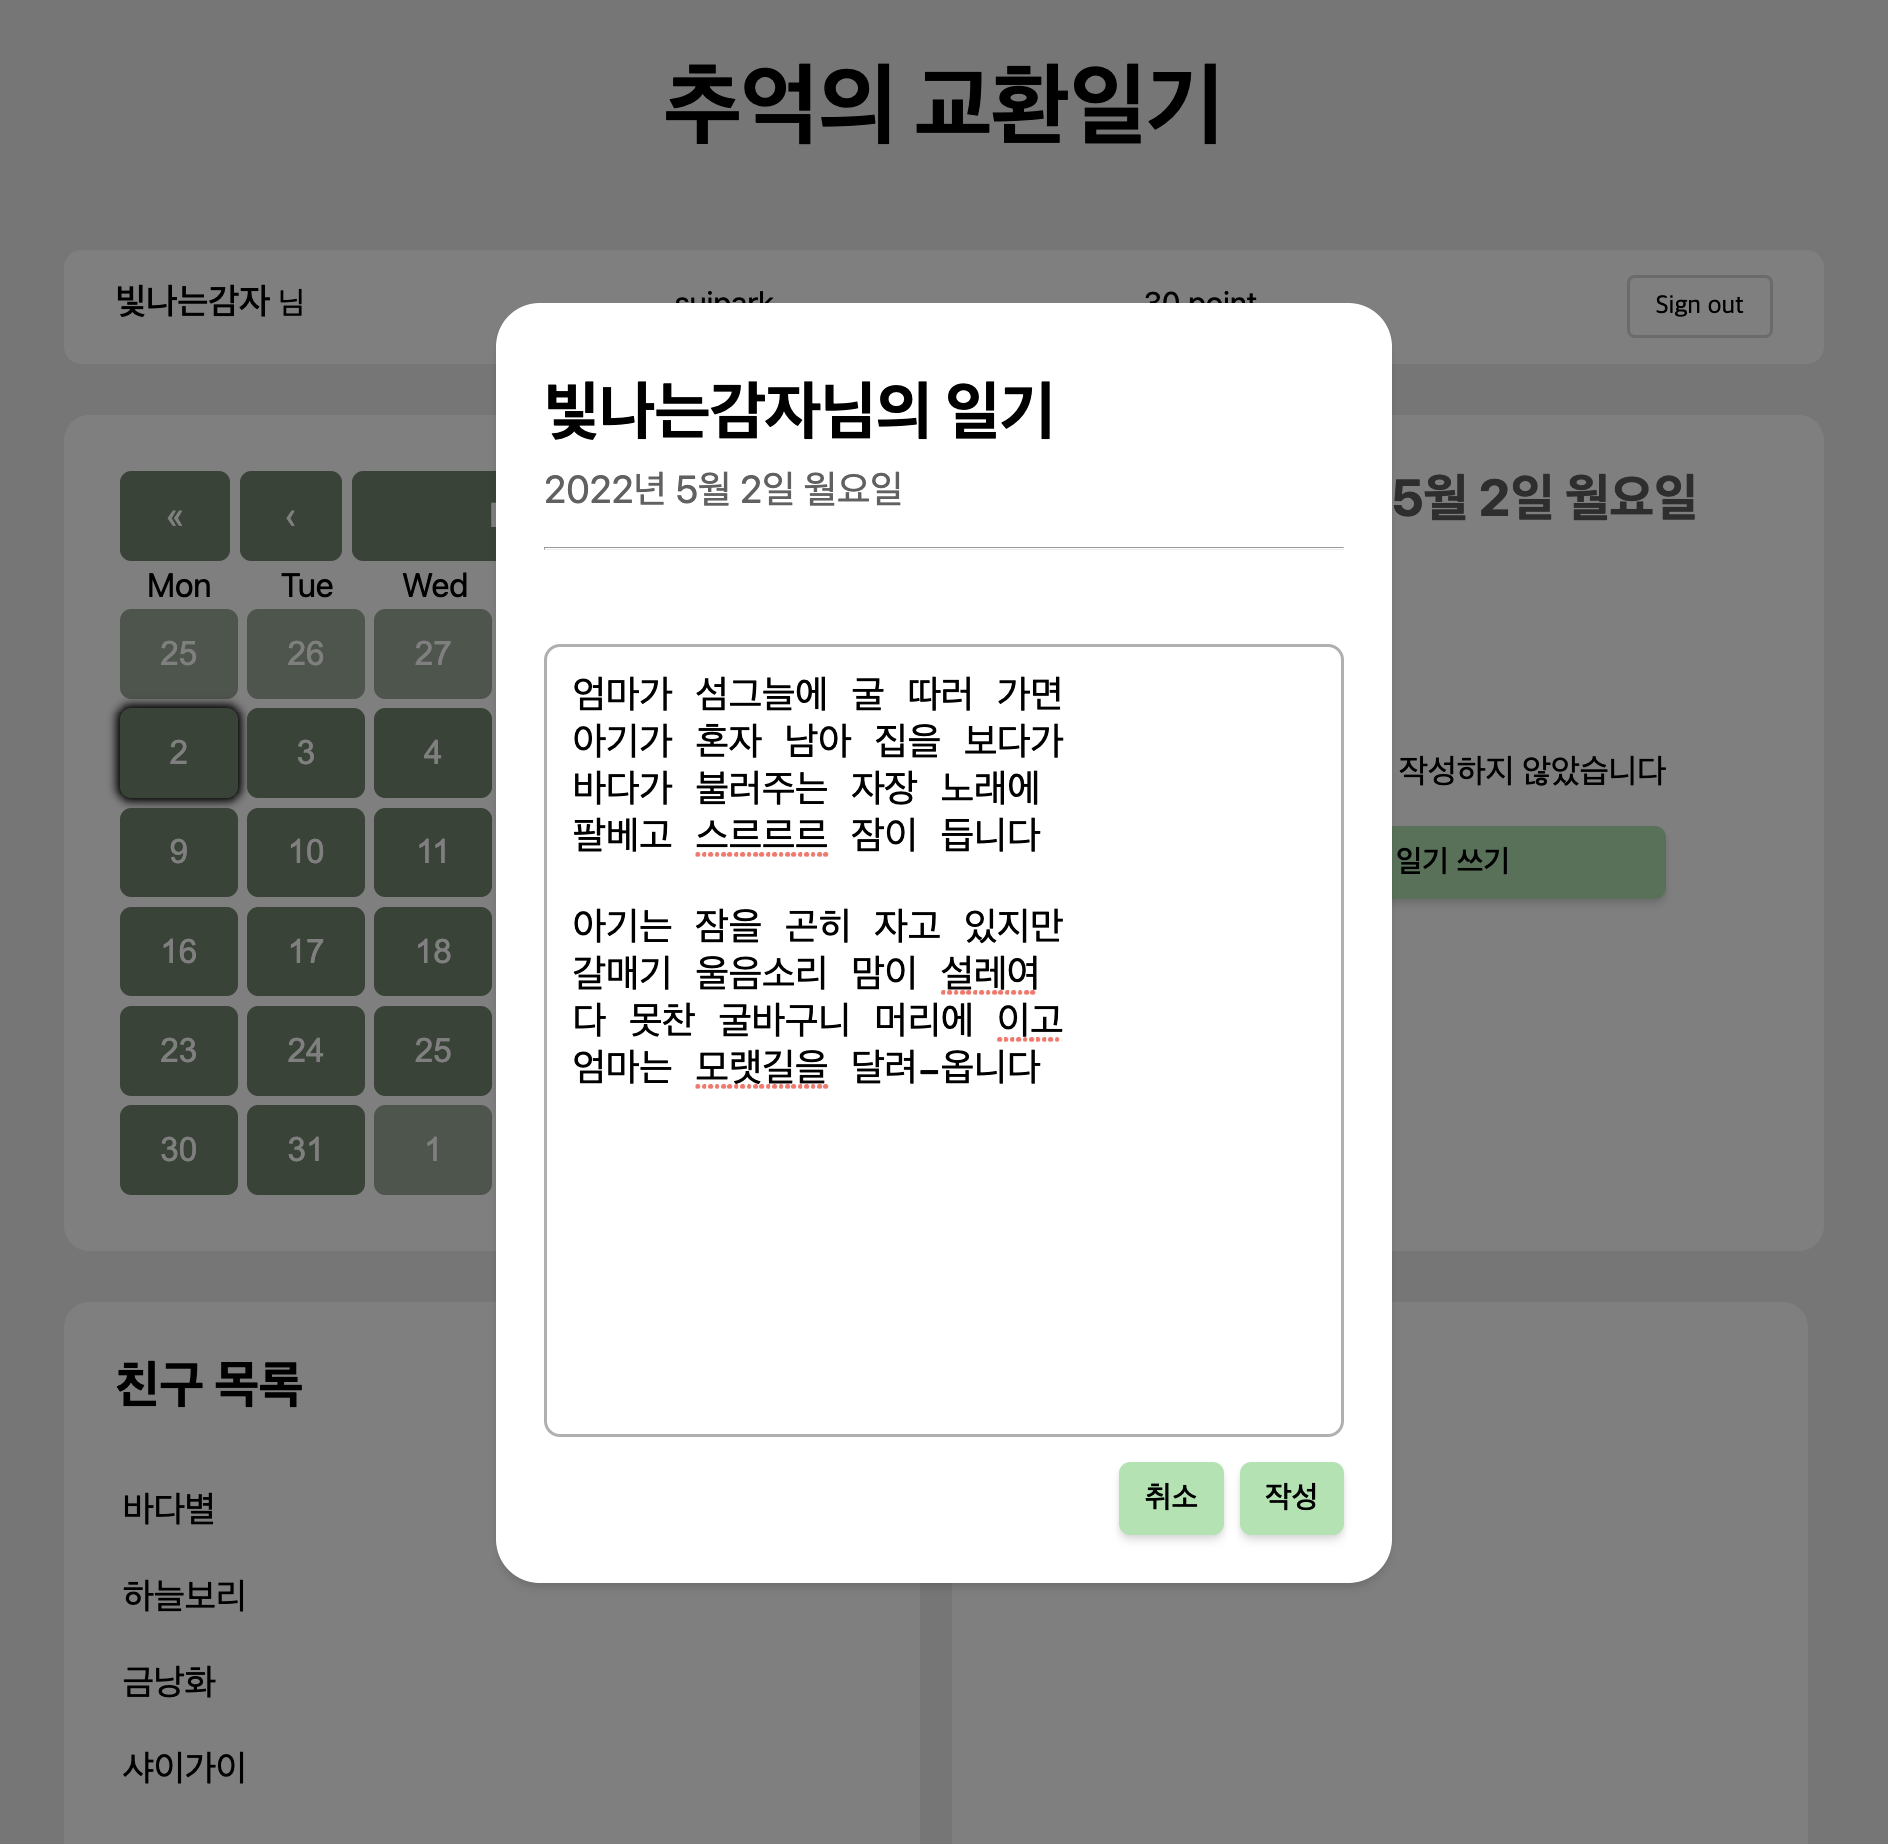 추억의 교환일기
빛나는감자 님
suipark
30 point
Sign out
빛나는감자님의 일기
2022년 5월 2일 월요일
엄마가 섬그늘에 굴 따러 가면
아기가 혼자 남아 집을 보다가
바다가 불러주는 자장 노래에
팔베고 스르르르 잠이 듭니다
아기는 잠을 곤히 자고 있지만
갈매기 울음소리 맘이 설레여
다 못찬 굴바구니 머리에 이고
엄마는 모랫길을 달려-옵니다
취소 작성
« ‹
Mon Tue Wed
25 26 27
2 3 4
9 10 11
16 17 18
23 24 25
30 31 1
5월 2일 월요일
작성하지 않았습니다
일기 쓰기
친구 목록
바다별
하늘보리
금낭화
샤이가이